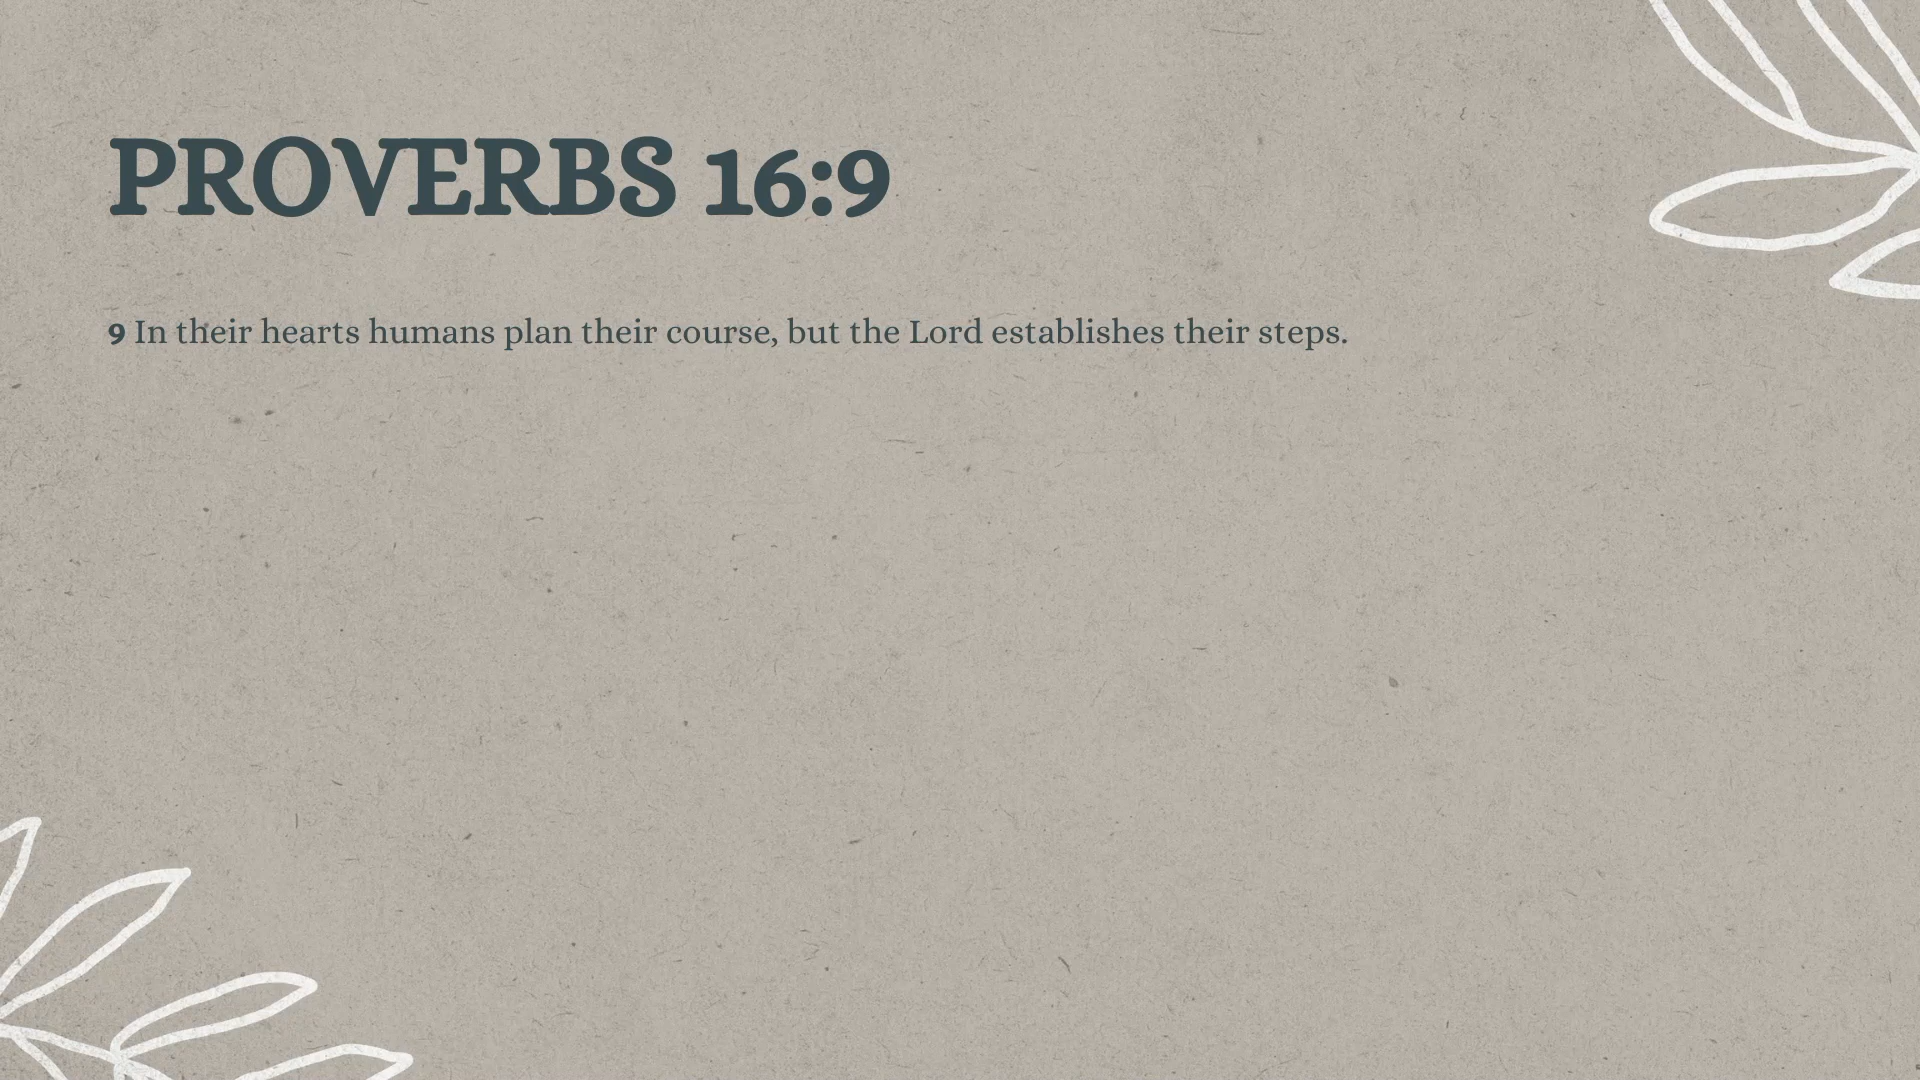 PROVERBS 16:9
9 In their hearts humans plan their course, but the Lord establishes their steps.